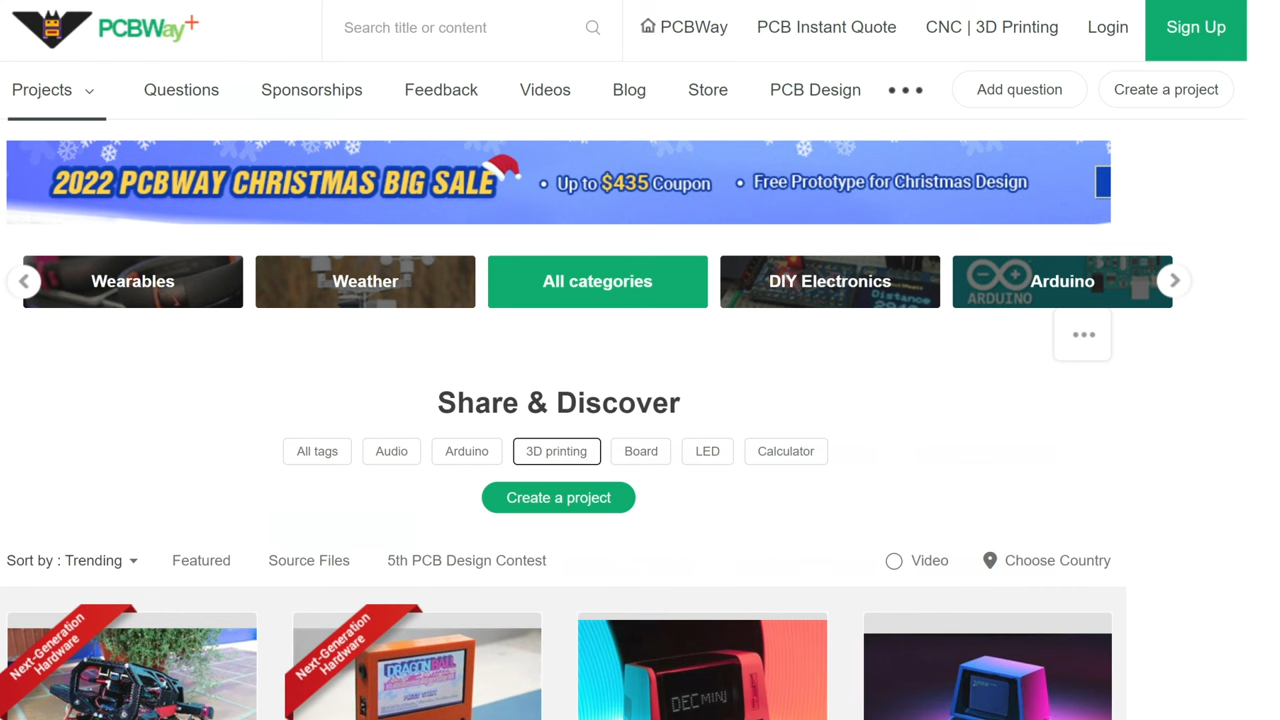 PCBWay+
Search title or content
PCBWay
PCB Instant Quote
CNC | 3D Printing
Login
Sign Up
Projects
Questions
Sponsorships
Feedback
Videos
Blog
Store
PCB Design
Add question
Create a project
2022 PCBWAY CHRISTMAS BIG SALE
• Up to $435 Coupon
• Free Prototype for Christmas Design
Wearables
Weather
All categories
DIY Electronics
Distance
Arduino
ARDUINO
Share & Discover
All tags
Audio
Arduino
3D printing
Board
LED
Calculator
Create a project
Sort by : Trending
Featured
Source Files
5th PCB Design Contest
Video
Choose Country
Next-Generation
Hardware
Next-Generation
Hardware
DRAGON BALL
DEC MINI